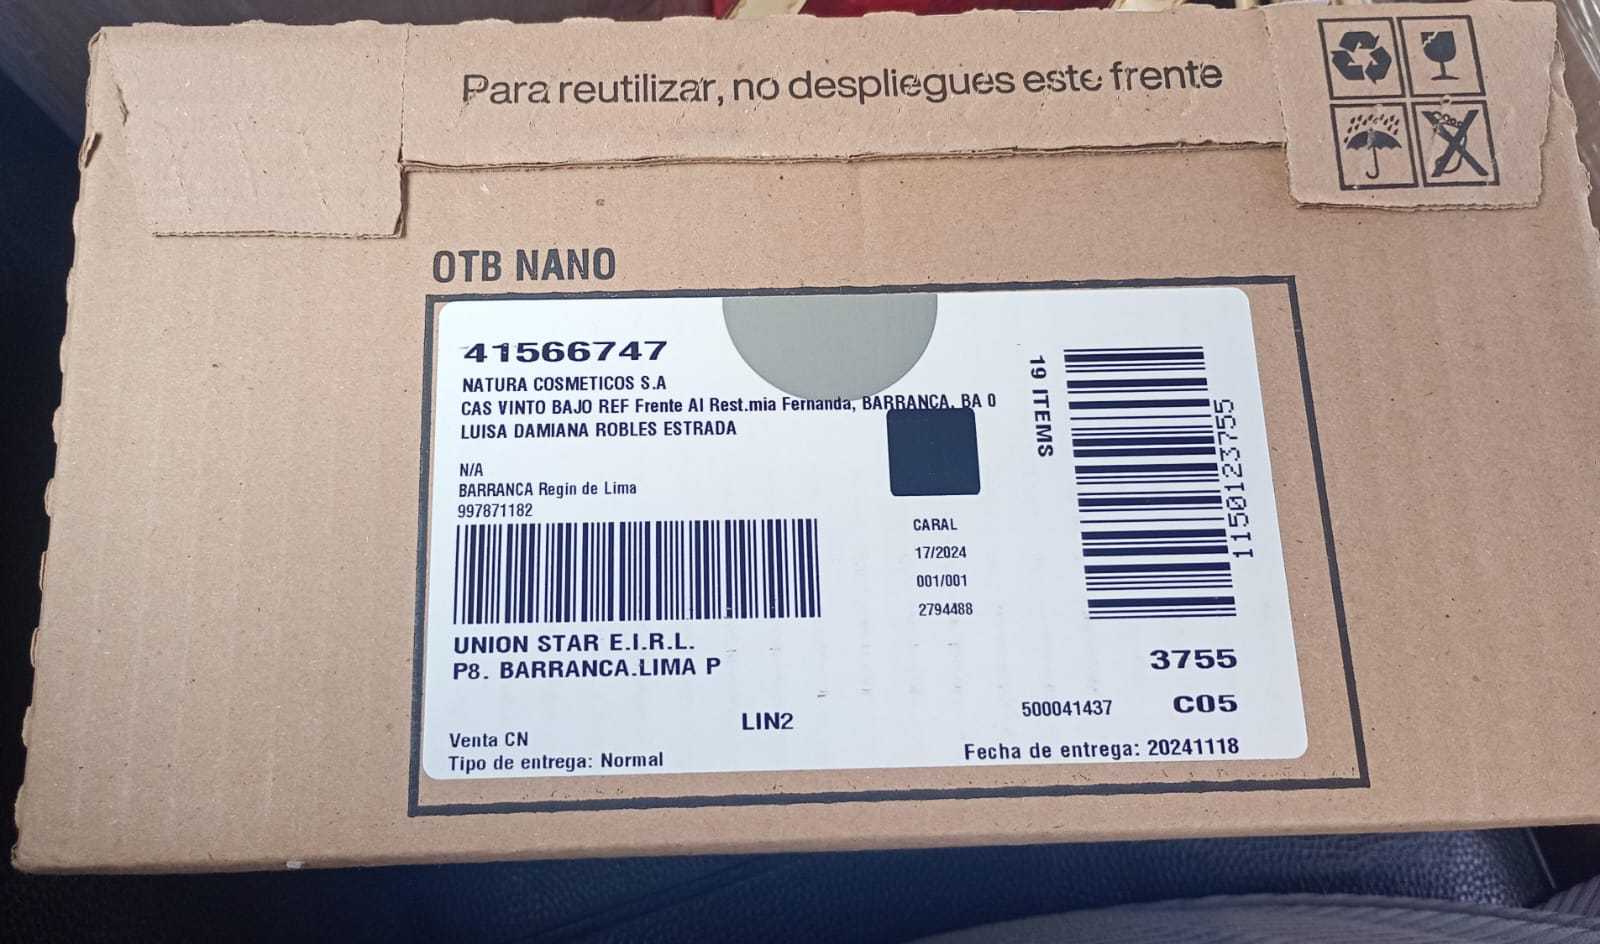 Para reutilizar, no despliegues este frente
OTB NANO
41566747
NATURA COSMETICOS S.A
CAS VINTO BAJO REF Frente Al Rest.mia Fernanda, BARRANCA, BA 0
LUISA DAMIANA ROBLES ESTRADA
N/A
BARRANCA Regin de Lima
997871182
19 ITEMS
1150123755
CARAL
17/2024
001/001
2794488
UNION STAR E.I.R.L.
P8. BARRANCA.LIMA P
3755
LIN2
500041437
C05
Venta CN
Tipo de entrega: Normal
Fecha de entrega: 20241118